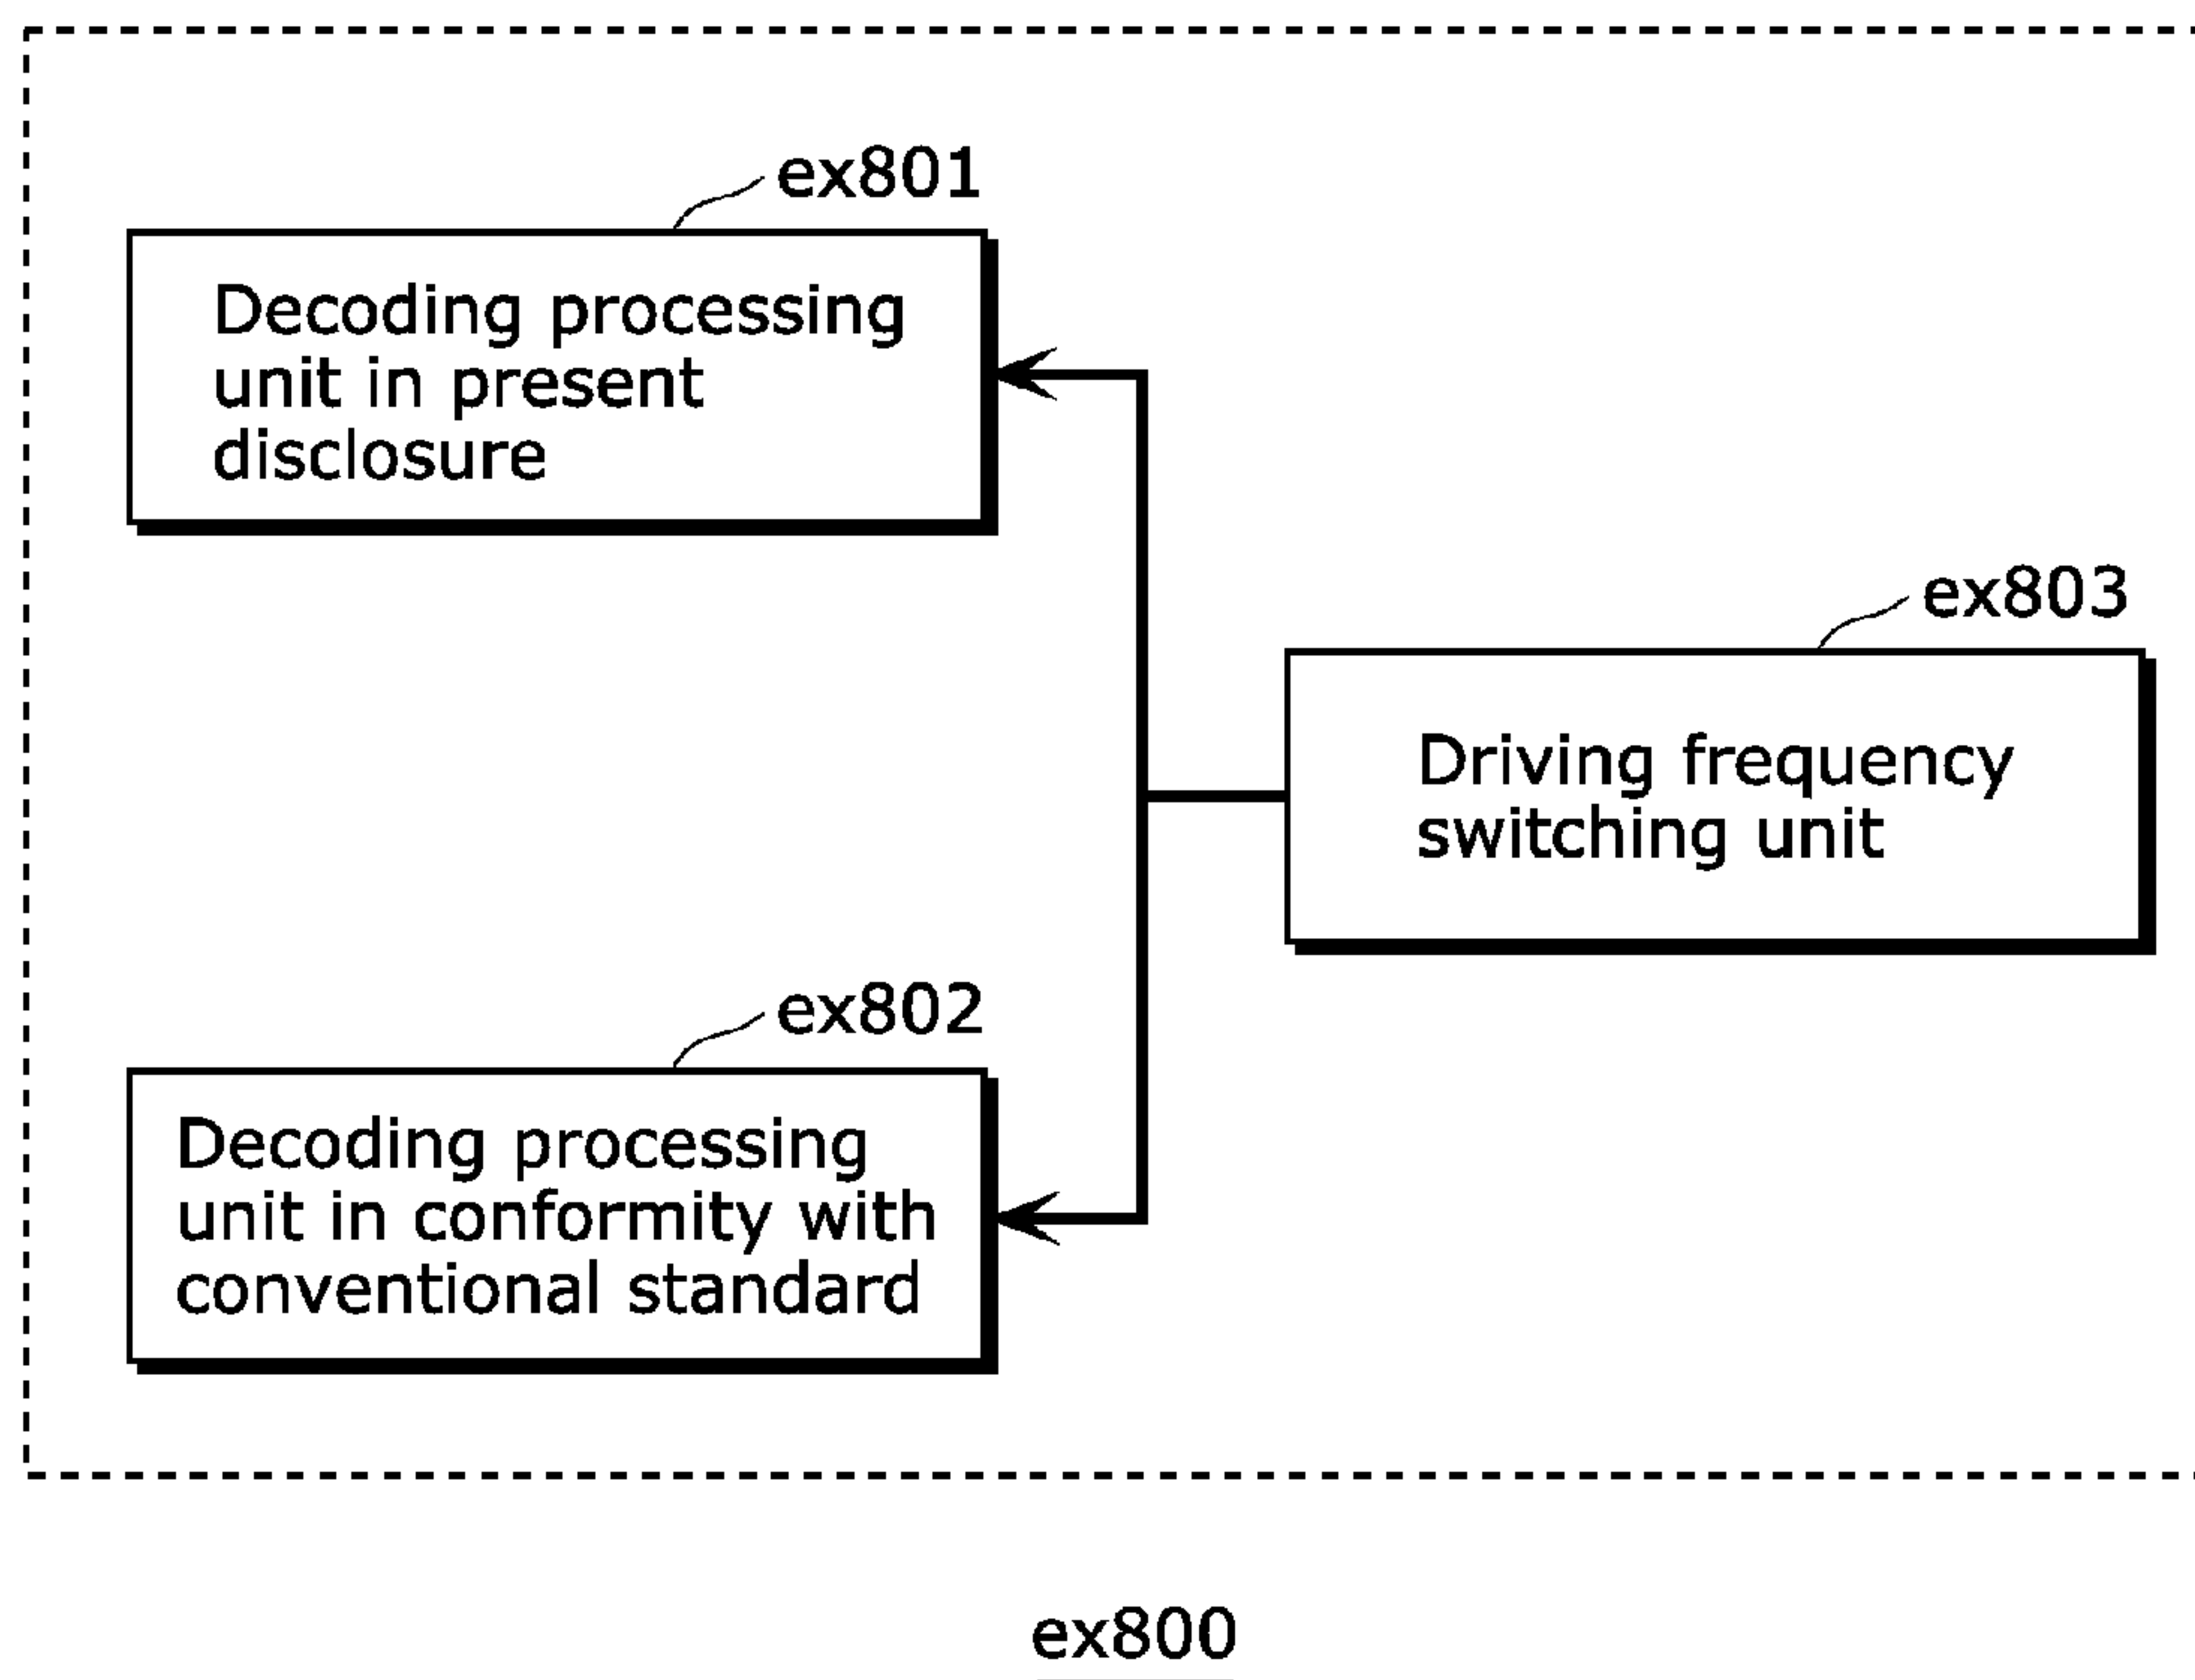 ex801
Decoding processing
unit in present
disclosure
ex803
Driving frequency
switching unit
ex802
Decoding processing
unit in conformity with
conventional standard
ex800